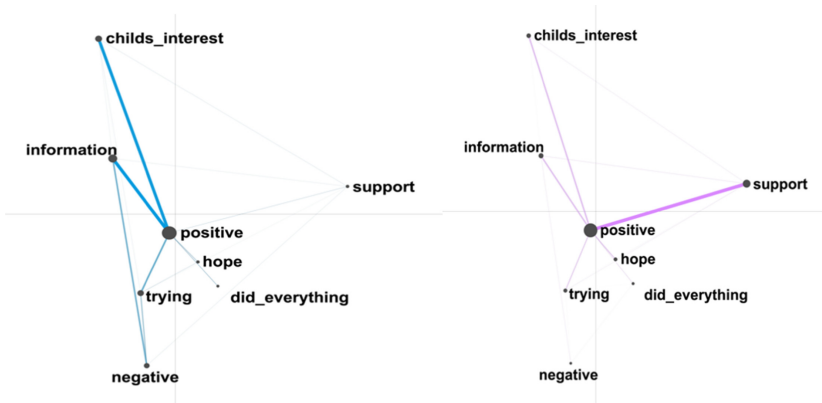 childs_interest
information
support
positive
hope
trying
did_everything
negative
childs_interest
information
support
positive
hope
trying
did_everything
negative